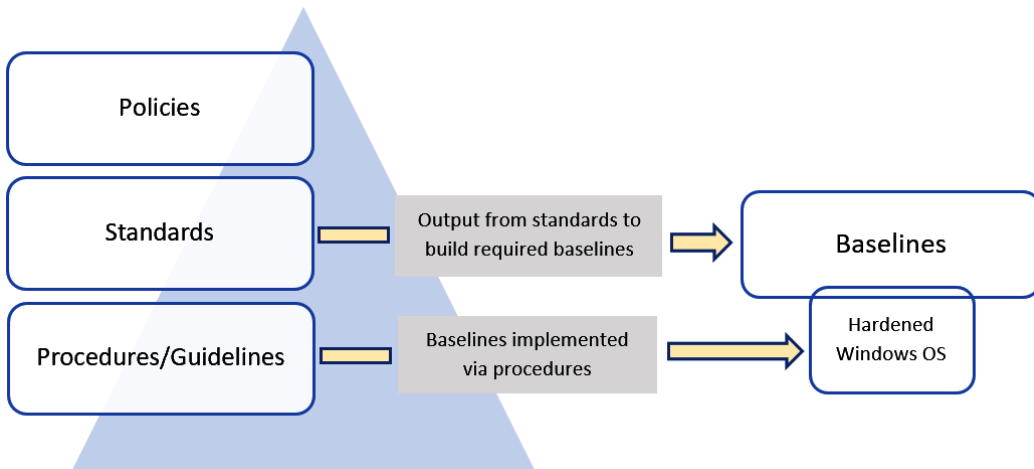 Policies
Standards
Output from standards to
build required baselines
Baselines
Procedures/Guidelines
Baselines implemented
via procedures
Hardened
Windows OS